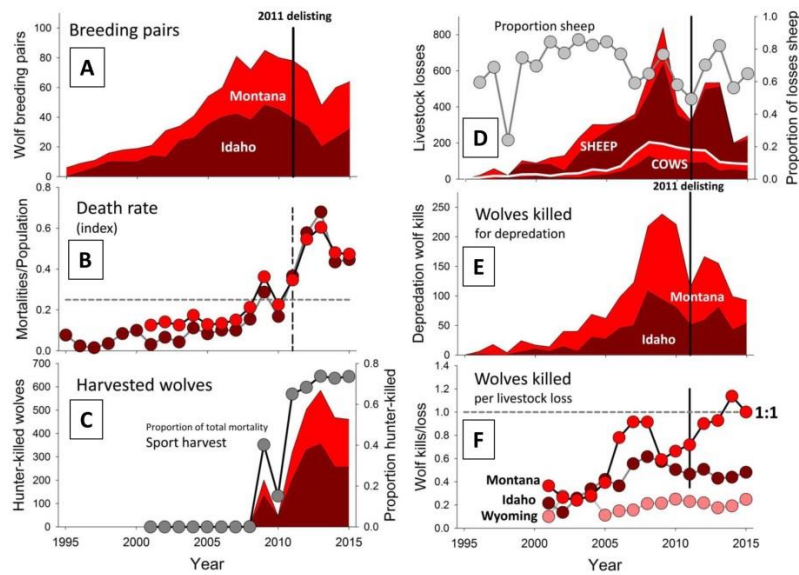 2011 delisting
100
80
60
40
20
0
Wolf breeding pairs
Breeding pairs
A
Montana
Idaho
0.8
0.6
0.4
0.2
0.0
Mortalities/Population
Death rate
(index)
B
700
600
500
400
300
200
100
0
Hunter-killed wolves
Harvested wolves
C
Proportion of total mortality
Sport harvest
0.8
0.6
0.4
0.2
0.0
Proportion hunter-killed
1995
2000
2005
2010
2015
Year
Proportion sheep
800
600
400
200
0
Livestock losses
D
SHEEP
COWS
1.0
0.8
0.6
0.4
0.2
0.0
Proportion of losses sheep
2011 delisting
250
200
150
100
50
0
Depredation wolf kills
Wolves killed
for depredation
E
Montana
Idaho
1.4
1.2
1.0
0.8
0.6
0.4
0.2
0.0
Wolf kills/loss
Wolves killed
per livestock loss
F
1:1
Montana
Idaho
Wyoming
1995
2000
2005
2010
2015
Year